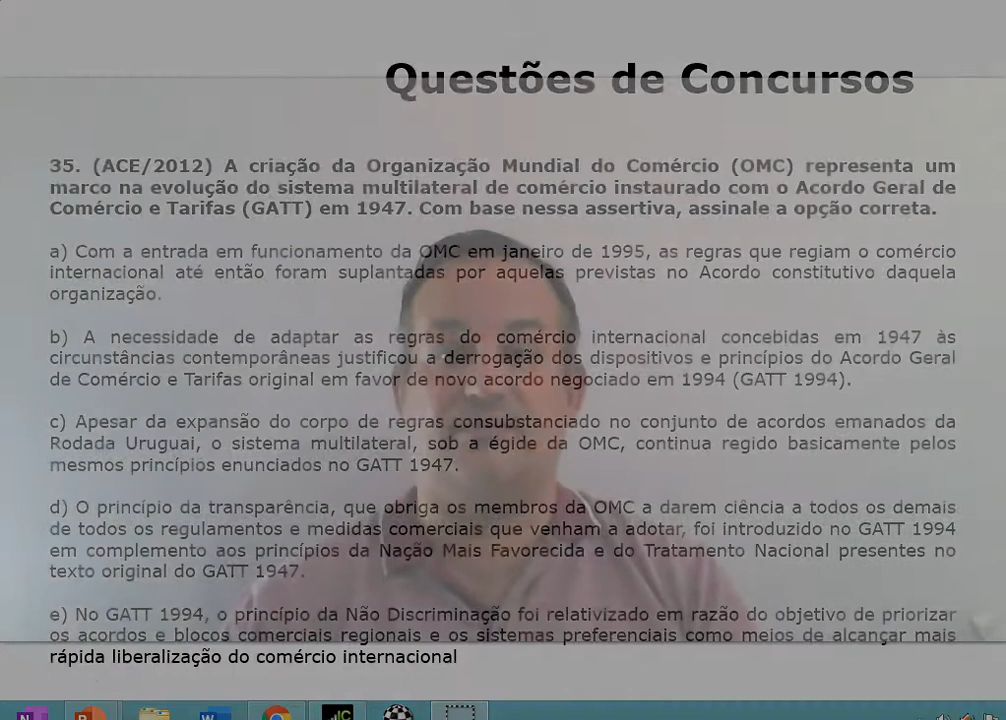 Questões de Concursos
35. (ACE/2012) A criação da Organização Mundial do Comércio (OMC) representa um
marco na evolução do sistema multilateral de comércio instaurado com o Acordo Geral de
Comércio e Tarifas (GATT) em 1947. Com base nessa assertiva, assinale a opção correta.
a) Com a entrada em funcionamento da OMC em janeiro de 1995, as regras que regiam o comércio
internacional até então foram suplantadas por aquelas previstas no Acordo constitutivo daquela
organização.
b) A necessidade de adaptar as regras do comércio internacional concebidas em 1947 às
circunstâncias contemporâneas justificou a derrogação dos dispositivos e princípios do Acordo Geral
de Comércio e Tarifas original em favor de novo acordo negociado em 1994 (GATT 1994).
c) Apesar da expansão do corpo de regras consubstanciado no conjunto de acordos emanados da
Rodada Uruguai, o sistema multilateral, sob a égide da OMC, continua regido basicamente pelos
mesmos princípios enunciados no GATT 1947.
d) O princípio da transparência, que obriga os membros da OMC a darem ciência a todos os demais
de todos os regulamentos e medidas comerciais que venham a adotar, foi introduzido no GATT 1994
em complemento aos princípios da Nação Mais Favorecida e do Tratamento Nacional presentes no
texto original do GATT 1947.
e) No GATT 1994, o princípio da Não Discriminação foi relativizado em razão do objetivo de priorizar
os acordos e blocos comerciais regionais e os sistemas preferenciais como meios de alcançar mais
rápida liberalização do comércio internacional